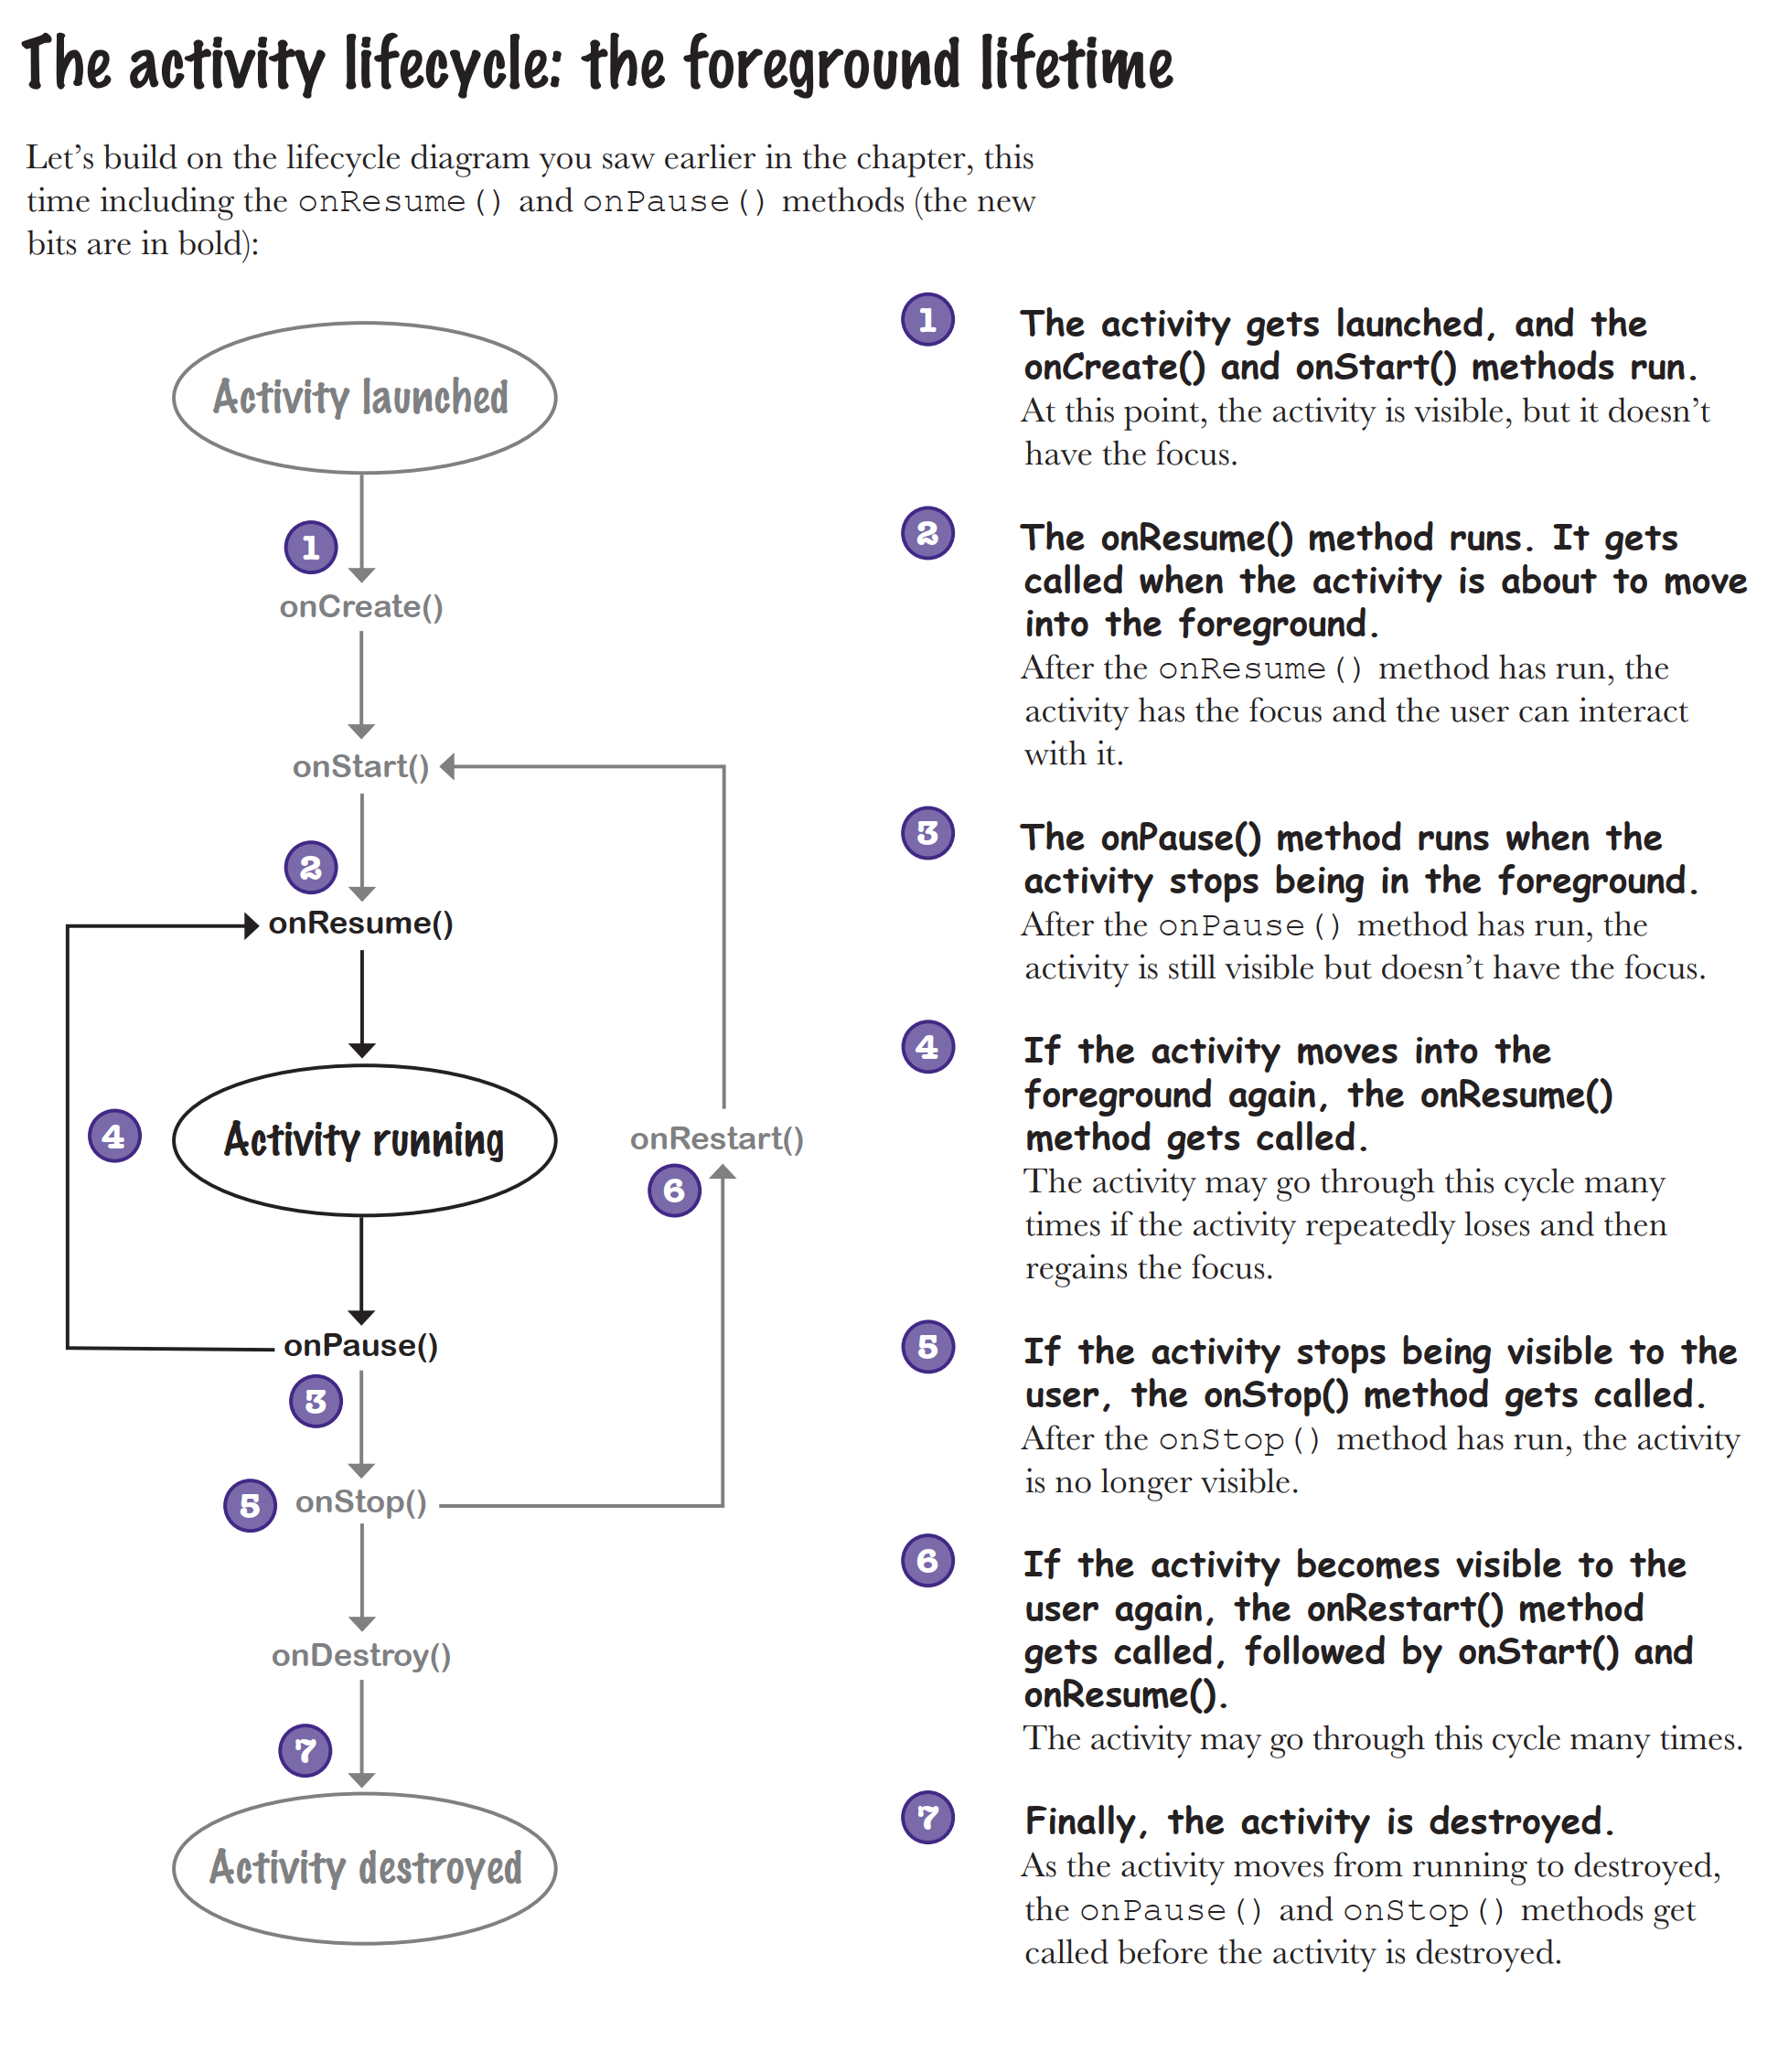 The activity lifecycle: the foreground lifetime
Let’s build on the lifecycle diagram you saw earlier in the chapter, this
time including the onResume() and onPause() methods (the new
bits are in bold):
Activity launched
1
onCreate()
onStart()
2
onResume()
4
Activity running
onRestart()
6
onPause()
3
5
onStop()
onDestroy()
7
Activity destroyed
1
The activity gets launched, and the
onCreate() and onStart() methods run.
At this point, the activity is visible, but it doesn’t
have the focus.
2
The onResume() method runs. It gets
called when the activity is about to move
into the foreground.
After the onResume() method has run, the
activity has the focus and the user can interact
with it.
3
The onPause() method runs when the
activity stops being in the foreground.
After the onPause() method has run, the
activity is still visible but doesn’t have the focus.
4
If the activity moves into the
foreground again, the onResume()
method gets called.
The activity may go through this cycle many
times if the activity repeatedly loses and then
regains the focus.
5
If the activity stops being visible to the
user, the onStop() method gets called.
After the onStop() method has run, the activity
is no longer visible.
6
If the activity becomes visible to the
user again, the onRestart() method
gets called, followed by onStart() and
onResume().
The activity may go through this cycle many times.
7
Finally, the activity is destroyed.
As the activity moves from running to destroyed,
the onPause() and onStop() methods get
called before the activity is destroyed.